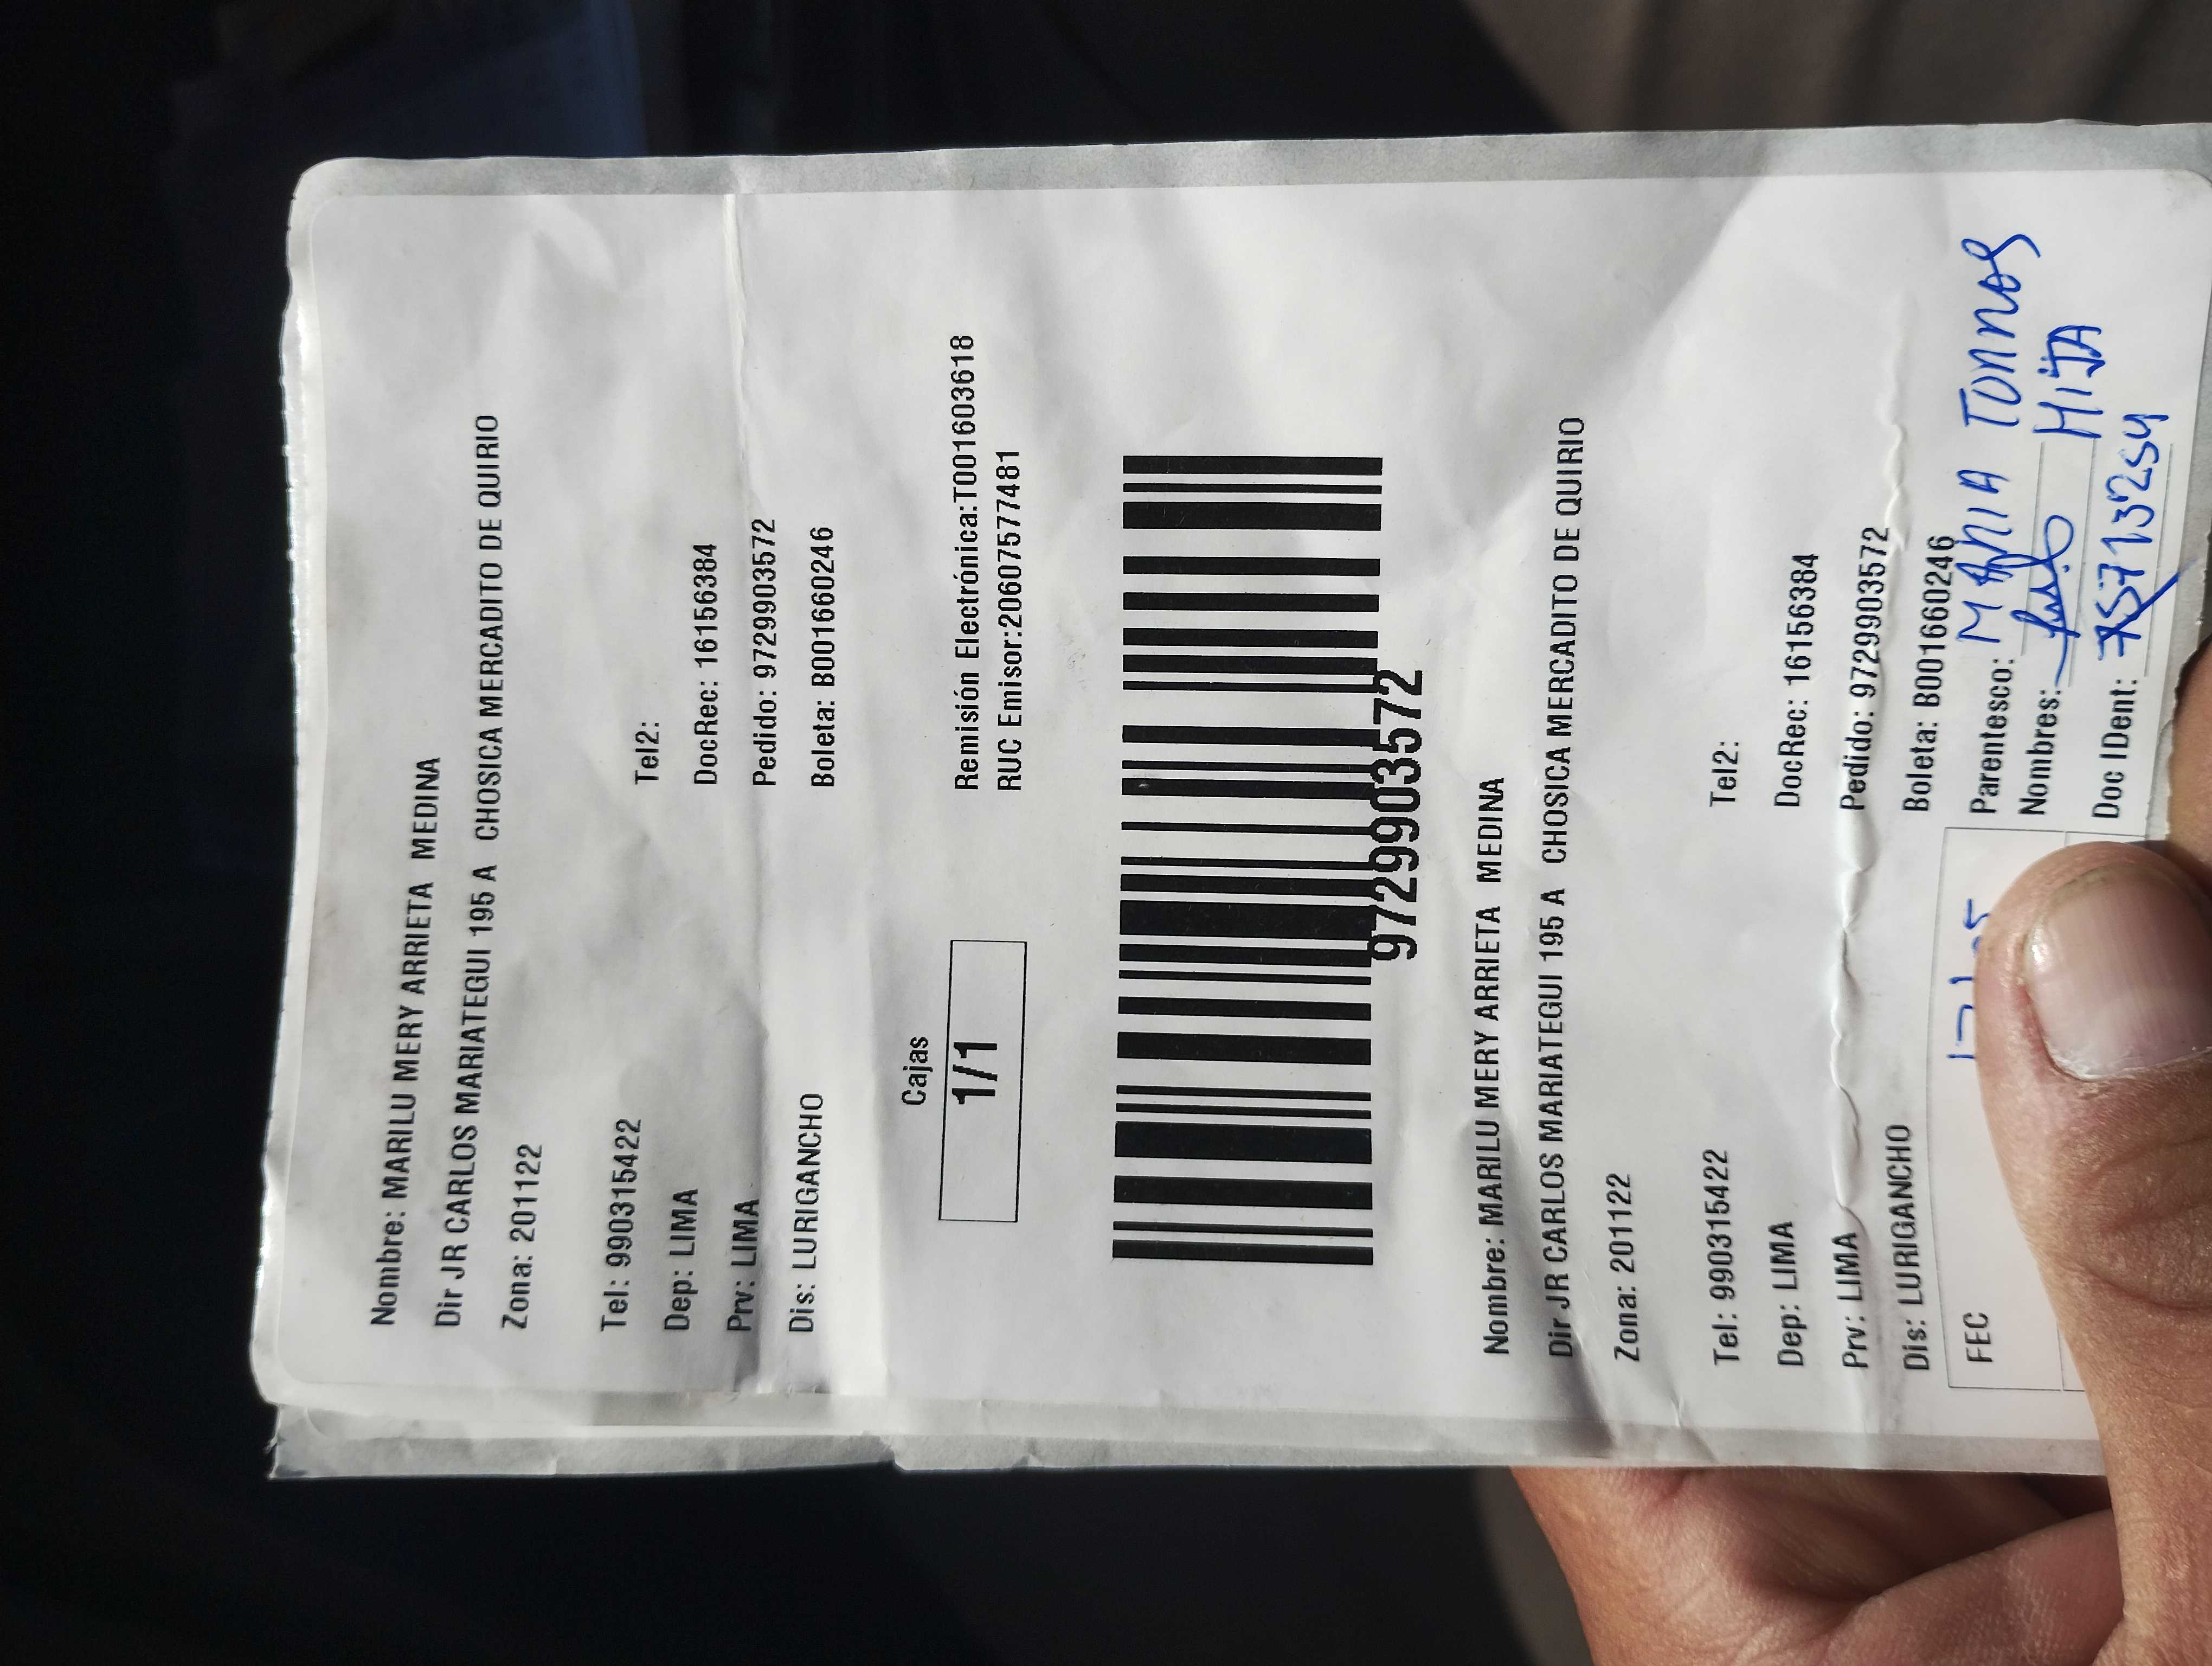 Nombre: MARILU MERY ARRIETA MEDINA
Dir JR CARLOS MARIATEGUI 195 A CHOSICA MERCADITO DE QUIRIO
Zona: 201122
Tel: 990315422 Tel2:
Dep: LIMA DocRec: 16156384
Prv: LIMA Pedido: 9729903572
Dis: LURIGANCHO Boleta: B001660246
Cajas
1/1
Remisión Electrónica:T001603618
RUC Emisor:20607577481
9729903572
Nombre: MARILU MERY ARRIETA MEDINA
Dir JR CARLOS MARIATEGUI 195 A CHOSICA MERCADITO DE QUIRIO
Zona: 201122
Tel: 990315422 Tel2:
Dep: LIMA DocRec: 16156384
Prv: LIMA Pedido: 9729903572
Dis: LURIGANCHO Boleta: B001660246
FEC Parentesco: MARIA TORRES
Nombres: HIJA
Doc IDent: